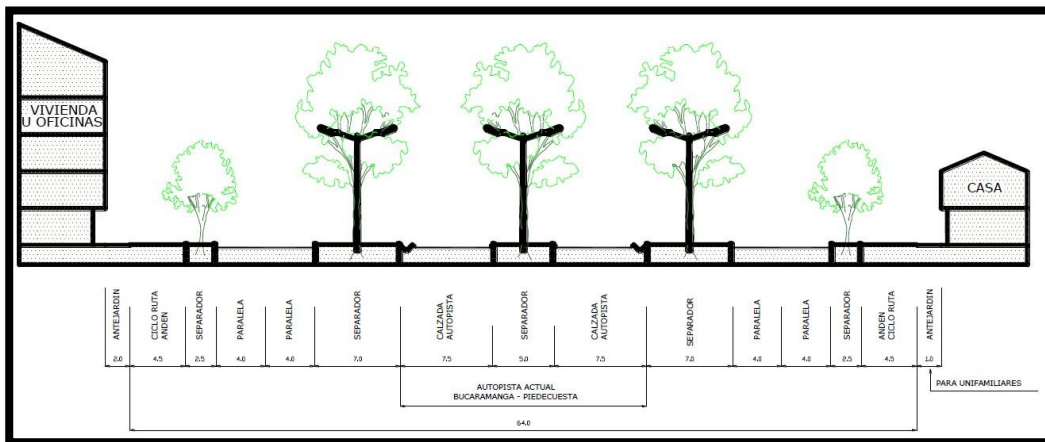 VIVIENDA
U OFICINAS
CASA
ANTEJARDIN
CICLO RUTA
ANDEN
SEPARADOR
PARALELA
PARALELA
SEPARADOR
CALZADA
AUTOPISTA
SEPARADOR
CALZADA
AUTOPISTA
SEPARADOR
PARALELA
PARALELA
SEPARADOR
ANDEN
CICLO RUTA
ANTEJARDIN
2.0
4.5
2.5
4.0
4.0
7.0
7.5
5.0
7.5
7.0
4.0
4.0
2.5
4.5
1.0
AUTOPISTA ACTUAL
BUCARAMANGA - PIEDECUESTA
PARA UNIFAMILIARES
64.0